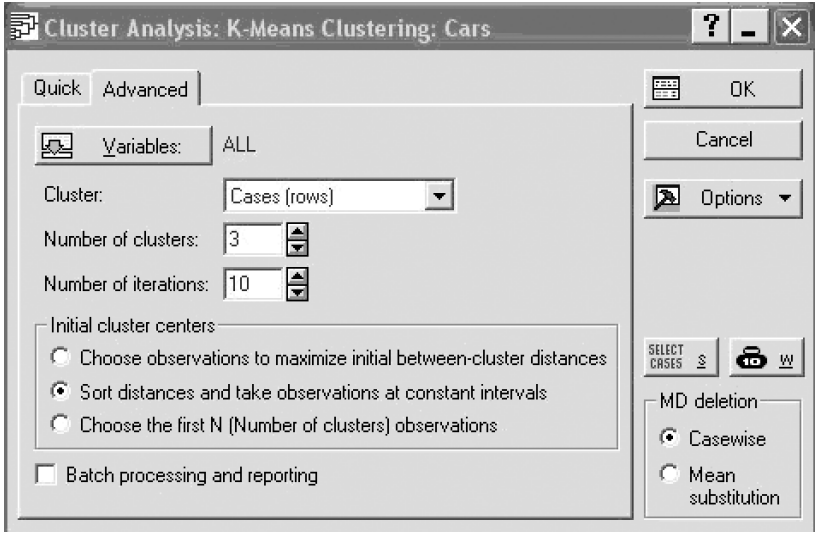 Cluster Analysis: K-Means Clustering: Cars
?
Quick Advanced
OK
Variables: ALL
Cancel
Cluster: Cases (rows)
Options
Number of clusters: 3
Number of iterations: 10
Initial cluster centers
Choose observations to maximize initial between-cluster distances
SELECT
CASES S
W
Sort distances and take observations at constant intervals
MD deletion
Choose the first N (Number of clusters) observations
Casewise
Batch processing and reporting
Mean
substitution